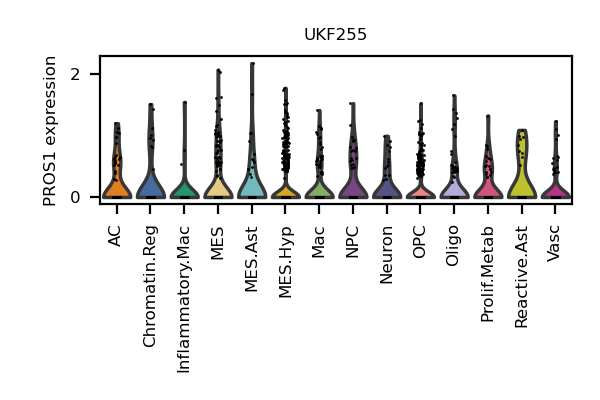 UKF255
PROS1 expression
2
0
AC
Chromatin.Reg
Inflammatory.Mac
MES
MES.Ast
MES.Hyp
Mac
NPC
Neuron
OPC
Oligo
Prolif.Metab
Reactive.Ast
Vasc